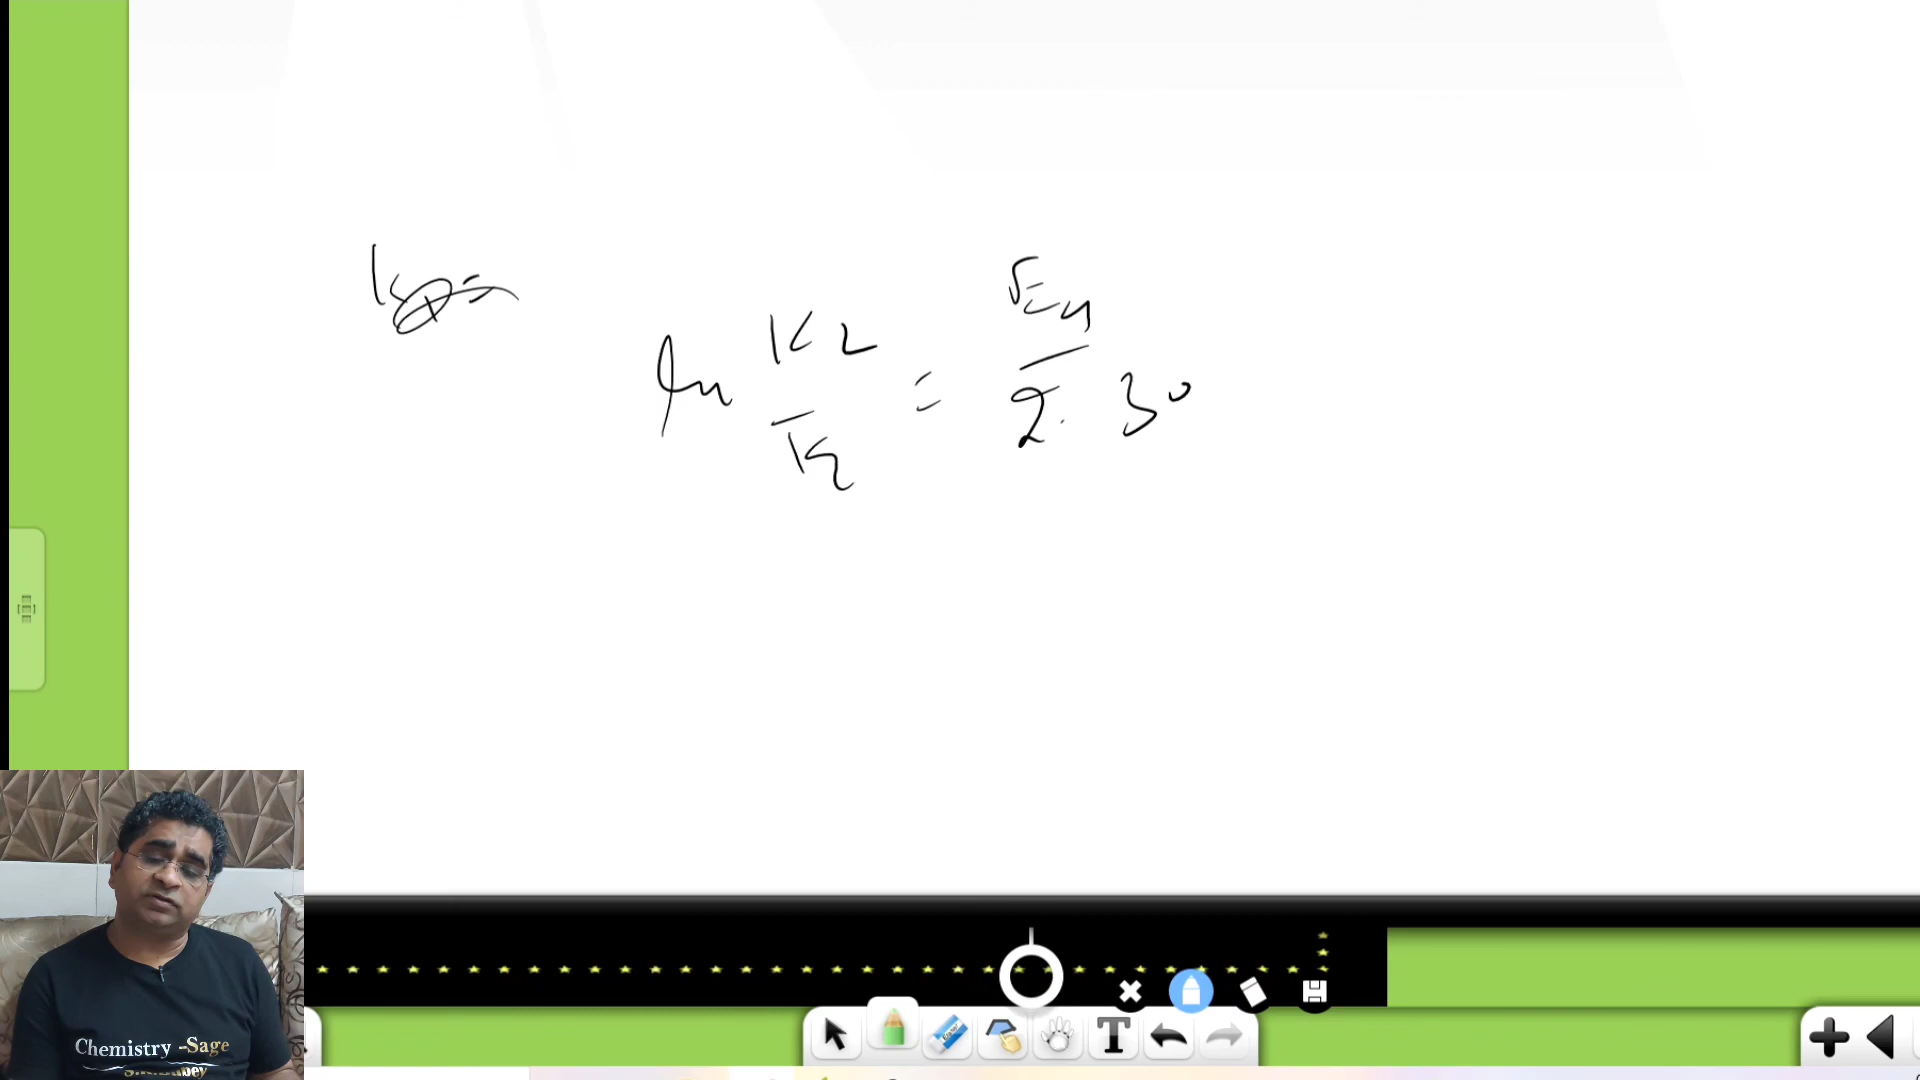 ln K2 / K1 = Ea / 2.30
T
Chemistry -Sage